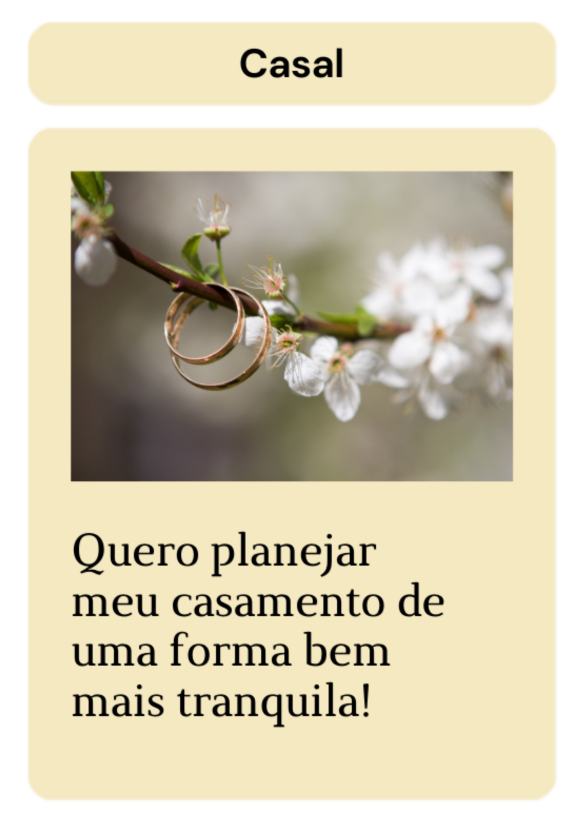 Casal
Quero planejar
meu casamento de
uma forma bem
mais tranquila!